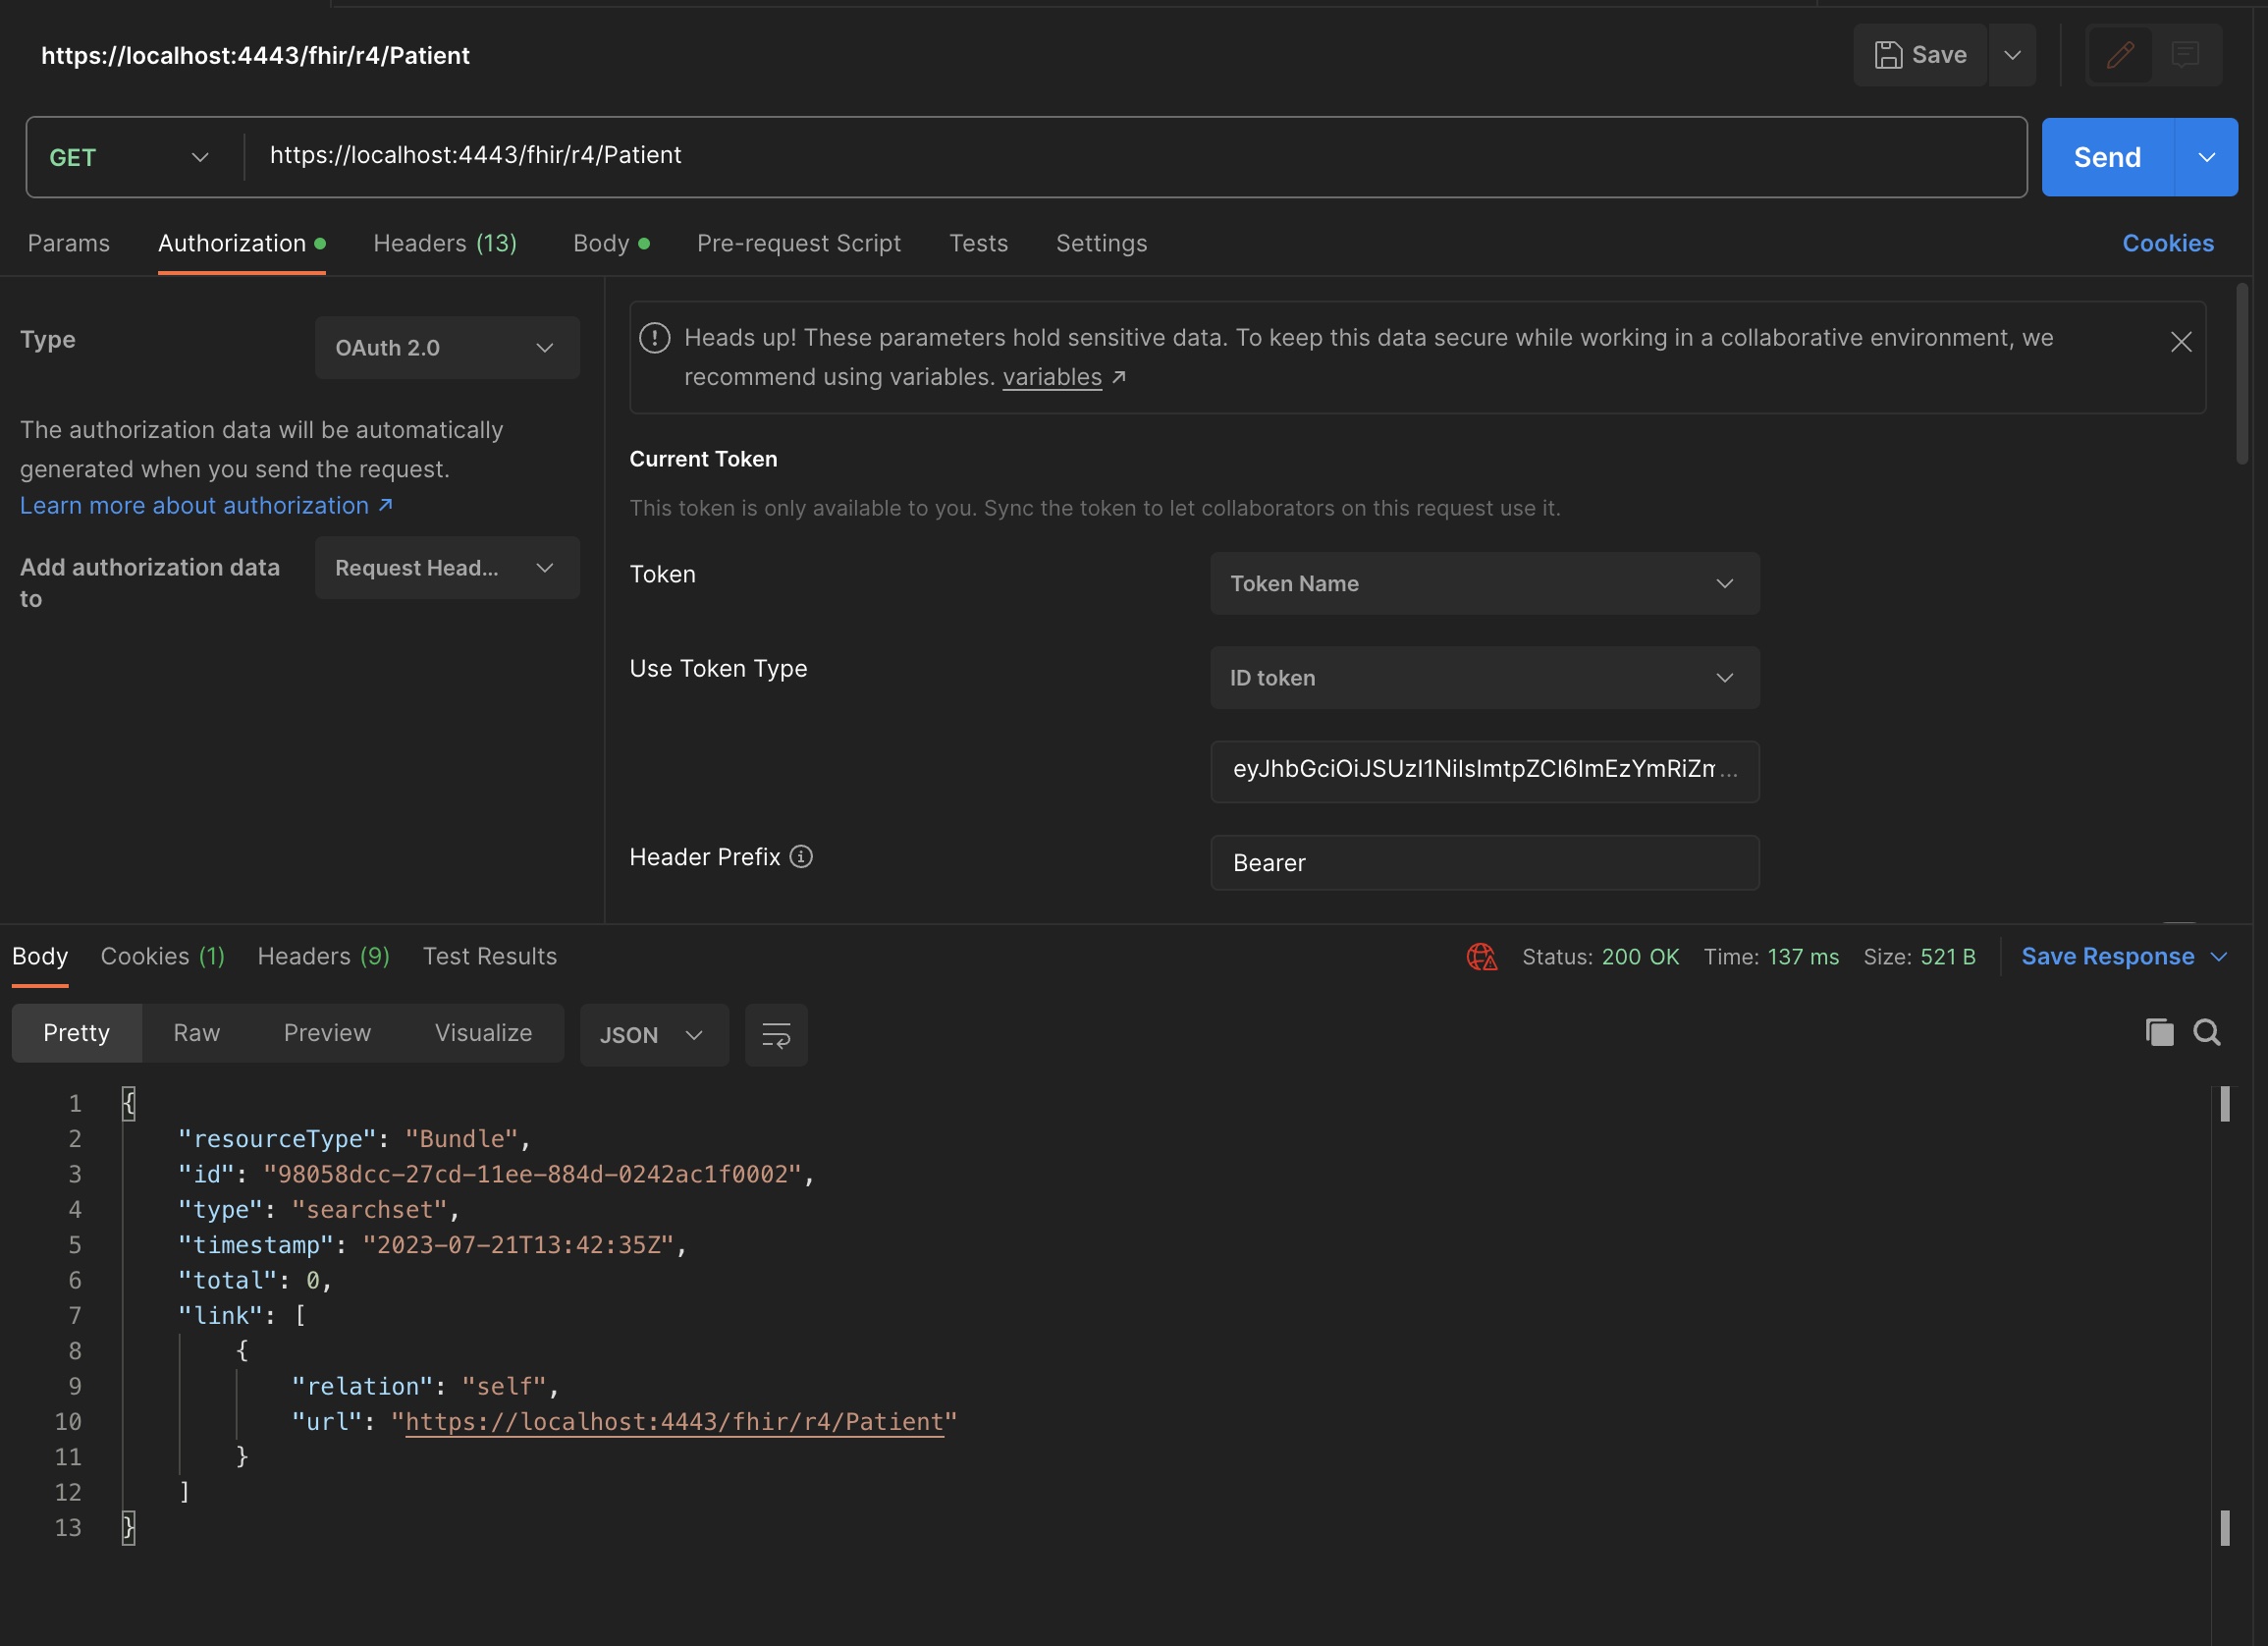 https://localhost:4443/fhir/r4/Patient
Save
GET
https://localhost:4443/fhir/r4/Patient
Send
Params
Authorization
Headers (13)
Body
Pre-request Script
Tests
Settings
Cookies
Type
OAuth 2.0
The authorization data will be automatically
generated when you send the request.
Learn more about authorization ↗
Add authorization data
to
Request Head...
Heads up! These parameters hold sensitive data. To keep this data secure while working in a collaborative environment, we
recommend using variables. variables ↗
Current Token
This token is only available to you. Sync the token to let collaborators on this request use it.
Token
Token Name
Use Token Type
ID token
eyJhbGciOiJSUzI1NiIsImtpZCI6ImEzYmRiZm...
Header Prefix
Bearer
Body
Cookies (1)
Headers (9)
Test Results
Status: 200 OK
Time: 137 ms
Size: 521 B
Save Response
Pretty
Raw
Preview
Visualize
JSON
1 {
2 "resourceType": "Bundle",
3 "id": "98058dcc-27cd-11ee-884d-0242ac1f0002",
4 "type": "searchset",
5 "timestamp": "2023-07-21T13:42:35Z",
6 "total": 0,
7 "link": [
8 {
9 "relation": "self",
10 "url": "https://localhost:4443/fhir/r4/Patient"
11 }
12 ]
13 }